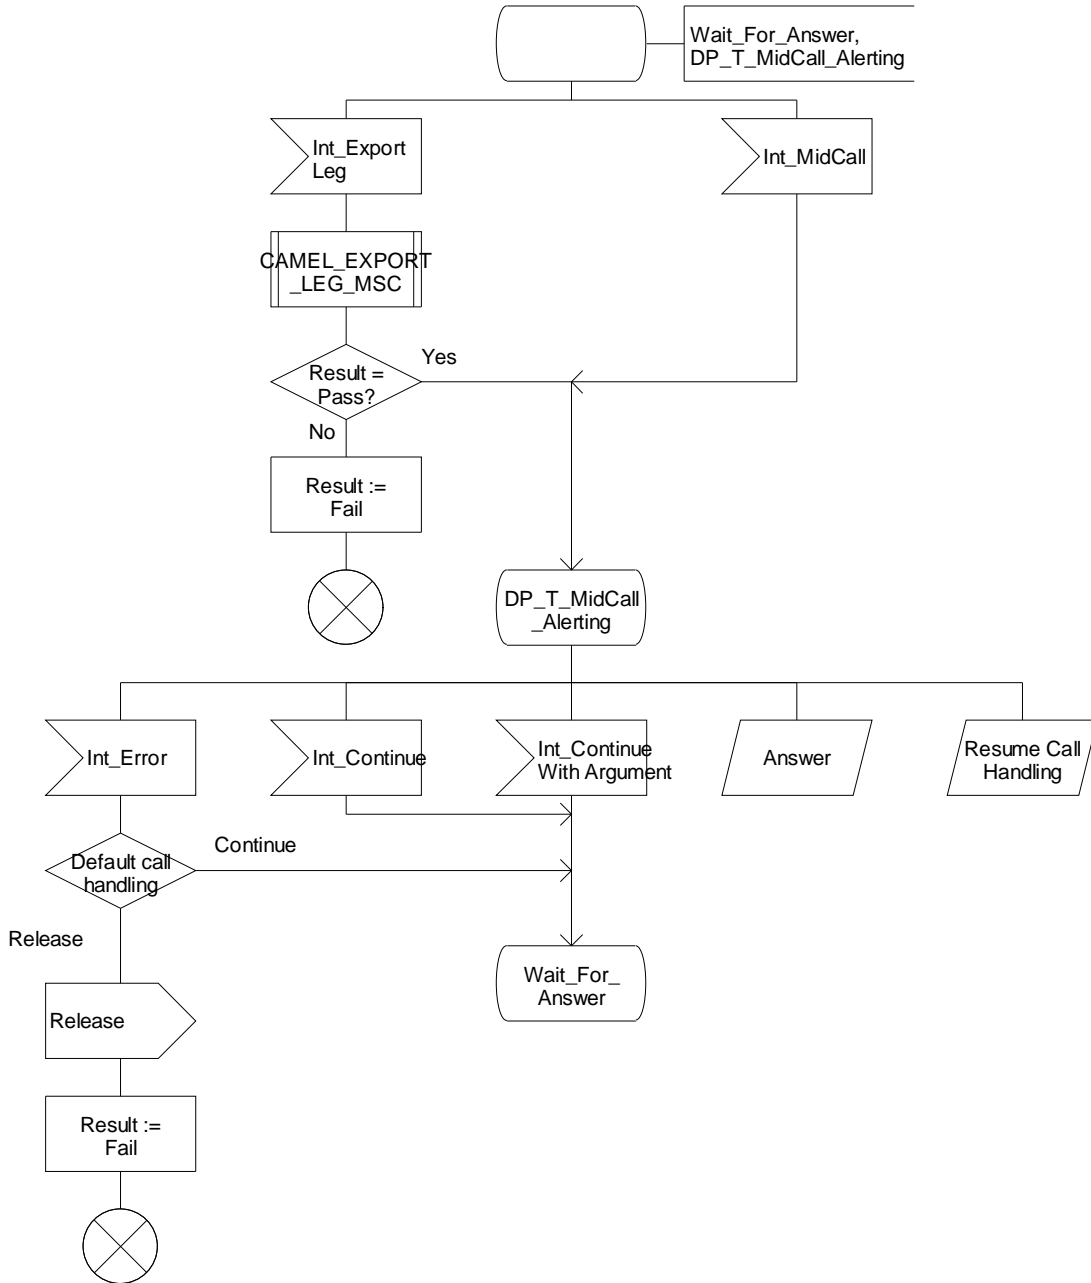 Wait_For_Answer,
DP_T_MidCall_Alerting
Int_Export
Leg
Int_MidCall
CAMEL_EXPORT
_LEG_MSC
Yes
Result =
Pass?
No
Result :=
Fail
DP_T_MidCall
_Alerting
Int_Error
Int_Continue
Int_Continue
With Argument
Answer
Resume Call
Handling
Continue
Default call
handling
Release
Wait_For_
Answer
Release
Result :=
Fail